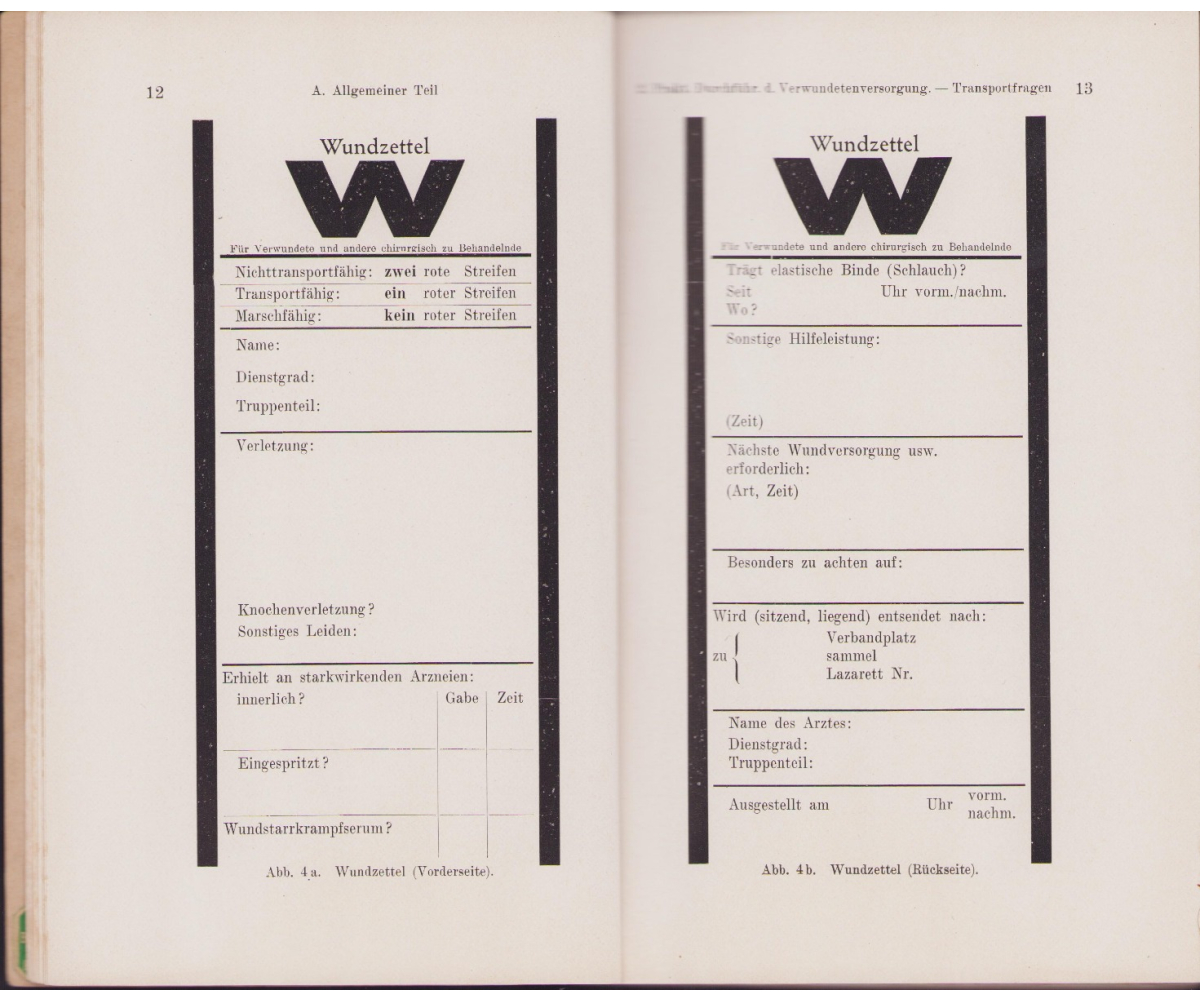 12
A. Allgemeiner Teil
Wundzettel
W
Für Verwundete und andere chirurgisch zu Behandelnde
Nichttransportfähig: zwei rote Streifen
Transportfähig: ein roter Streifen
Marschfähig: kein roter Streifen
Name:
Dienstgrad:
Truppenteil:
Verletzung:
Knochenverletzung?
Sonstiges Leiden:
Erhielt an starkwirkenden Arzneien:
innerlich? Gabe Zeit
Eingespritzt?
Wundstarrkrampfserum?
Abb. 4a. Wundzettel (Vorderseite).
d. Verwundetenversorgung. — Transportfragen 13
Wundzettel
W
Für Verwundete und andere chirurgisch zu Behandelnde
Trägt elastische Binde (Schlauch)?
Seit Uhr vorm./nachm.
Wo?
Sonstige Hilfeleistung:
(Zeit)
Nächste Wundversorgung usw.
erforderlich:
(Art, Zeit)
Besonders zu achten auf:
Wird (sitzend, liegend) entsendet nach:
Verbandplatz
zu { sammel
Lazarett Nr.
Name des Arztes:
Dienstgrad:
Truppenteil:
Ausgestellt am Uhr vorm.
nachm.
Abb. 4b. Wundzettel (Rückseite).